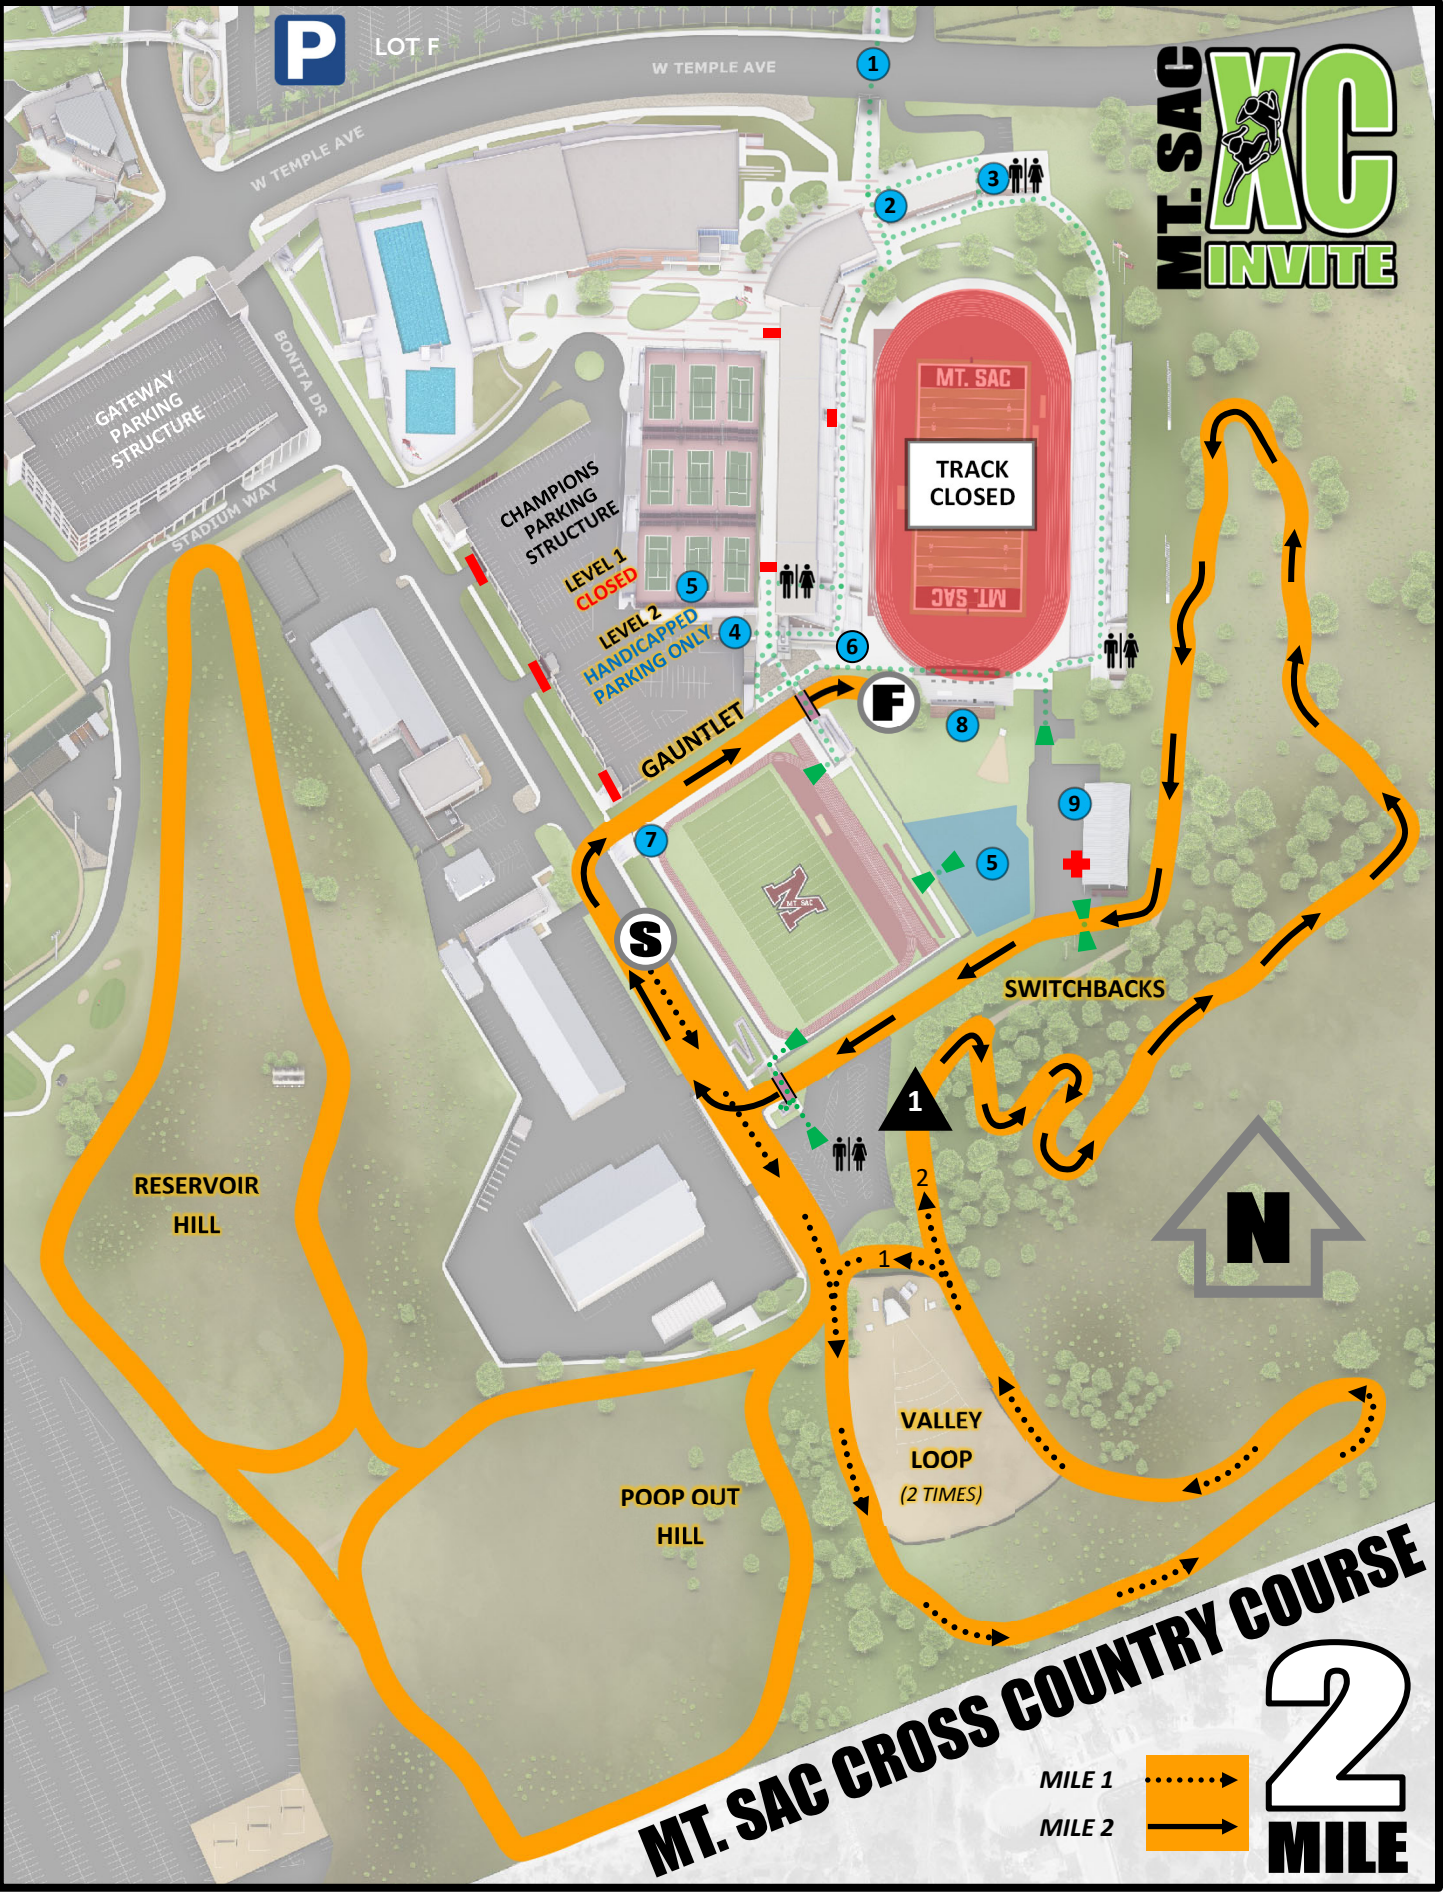 P
LOT F
W TEMPLE AVE
1
MT. SAC
XC
INVITE
W TEMPLE AVE
3
2
BONITA DR
GATEWAY
PARKING
STRUCTURE
STADIUM WAY
MT. SAC
TRACK
CLOSED
MT. SAC
CHAMPIONS
PARKING
STRUCTURE
LEVEL 1
CLOSED
LEVEL 2
HANDICAPPED
PARKING ONLY
5
4
6
F
8
GAUNTLET
7
9
5
M
MT. SAC
S
SWITCHBACKS
1
2
1
N
RESERVOIR
HILL
VALLEY
LOOP
(2 TIMES)
POOP OUT
HILL
MT. SAC CROSS COUNTRY COURSE
MILE 1
MILE 2
2
MILE